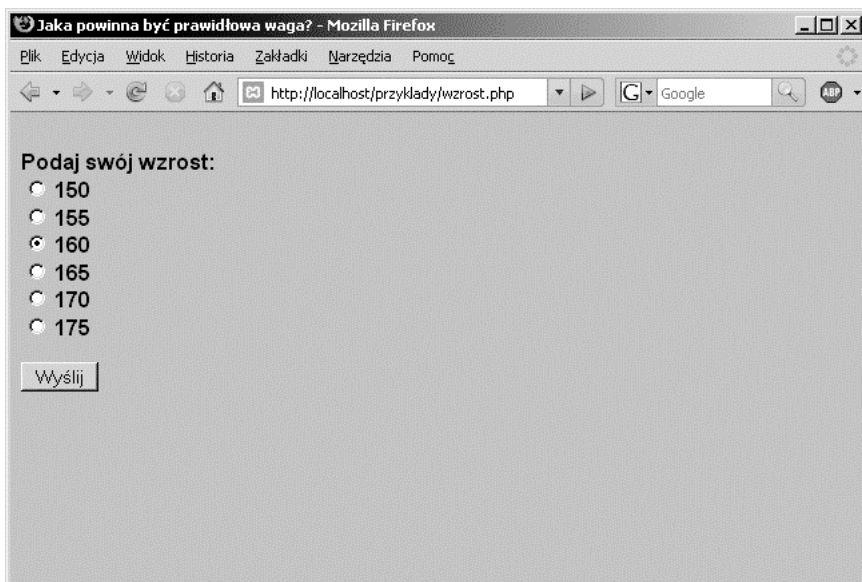 Jaka powinna być prawidłowa waga? - Mozilla Firefox
Plik Edycja Widok Historia Zakładki Narzędzia Pomoc
http://localhost/przyklady/wzrost.php G Google ABP
Podaj swój wzrost:
150
155
160
165
170
175
Wyślij